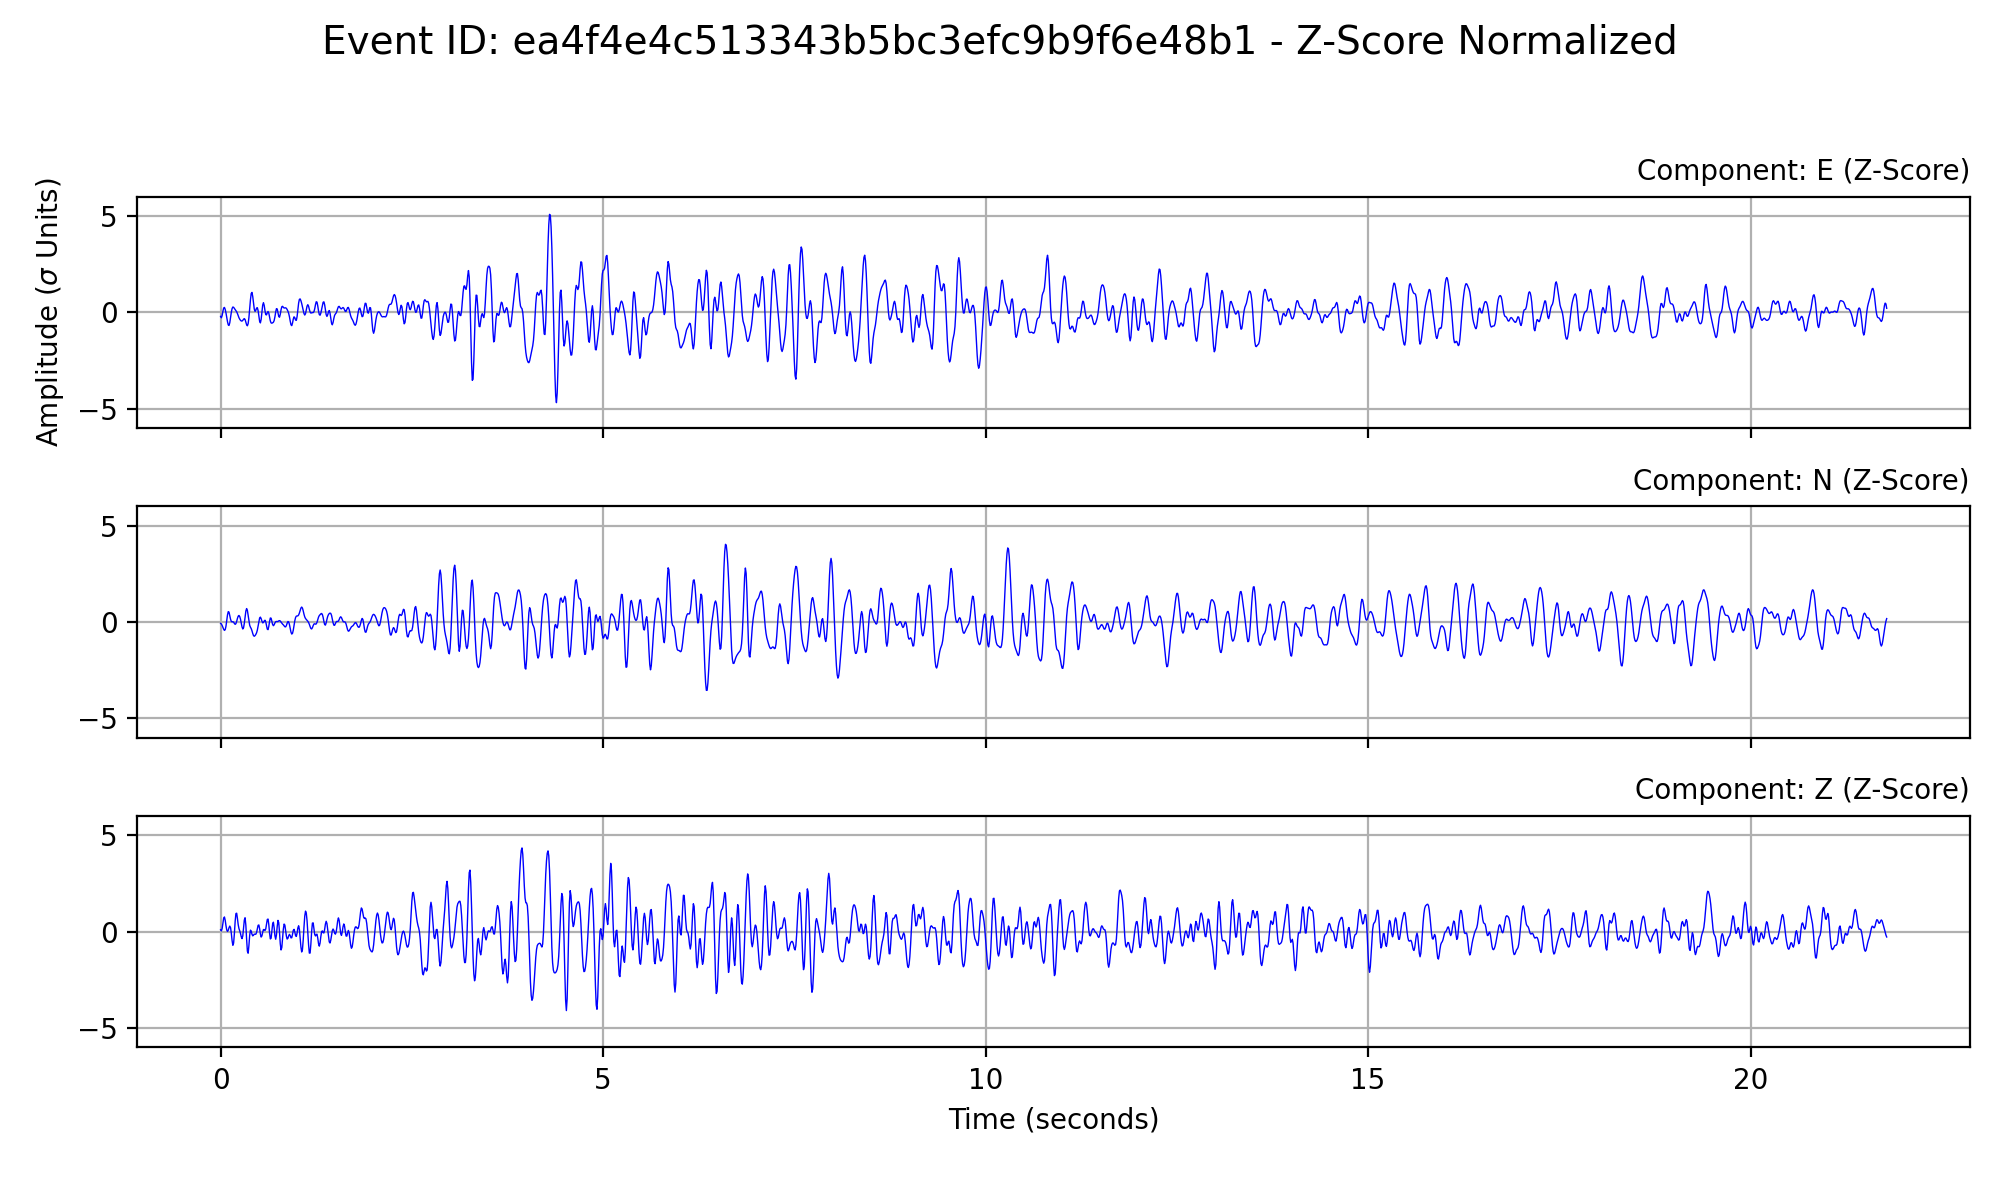 Event ID: ea4f4e4c513343b5bc3efc9b9f6e48b1 - Z-Score Normalized
Component: E (Z-Score)
Amplitude (σ Units)
5
0
−5
Component: N (Z-Score)
5
0
−5
Component: Z (Z-Score)
5
0
−5
0 5 10 15 20
Time (seconds)